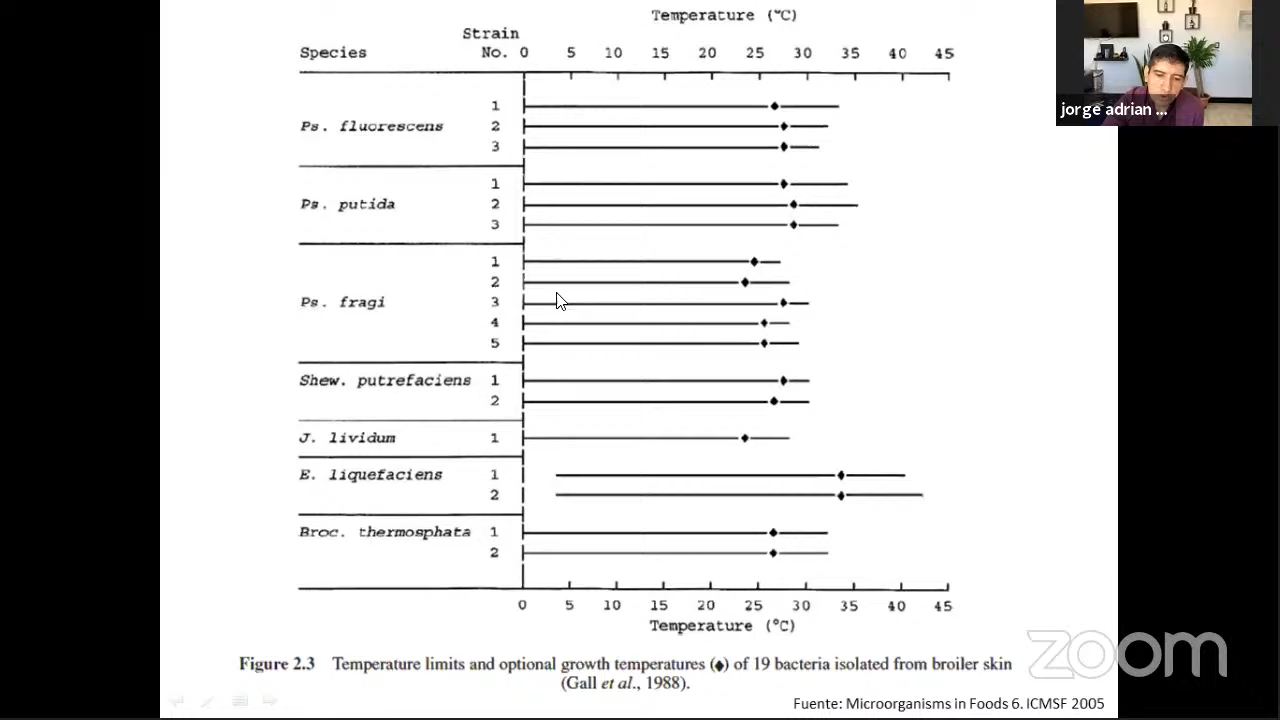 Temperature (°C)
Strain
Species No. 0 5 10 15 20 25 30 35 40 45
1
Ps. fluorescens 2
3
1
Ps. putida 2
3
1
2
Ps. fragi 3
4
5
Shew. putrefaciens 1
2
J. lividum 1
E. liquefaciens 1
2
Broc. thermosphata 1
2
0 5 10 15 20 25 30 35 40 45
Temperature (°C)
Figure 2.3 Temperature limits and optional growth temperatures (♦) of 19 bacteria isolated from broiler skin
(Gall et al., 1988).
Fuente: Microorganisms in Foods 6. ICMSF 2005
jorge adrian ...
zoom